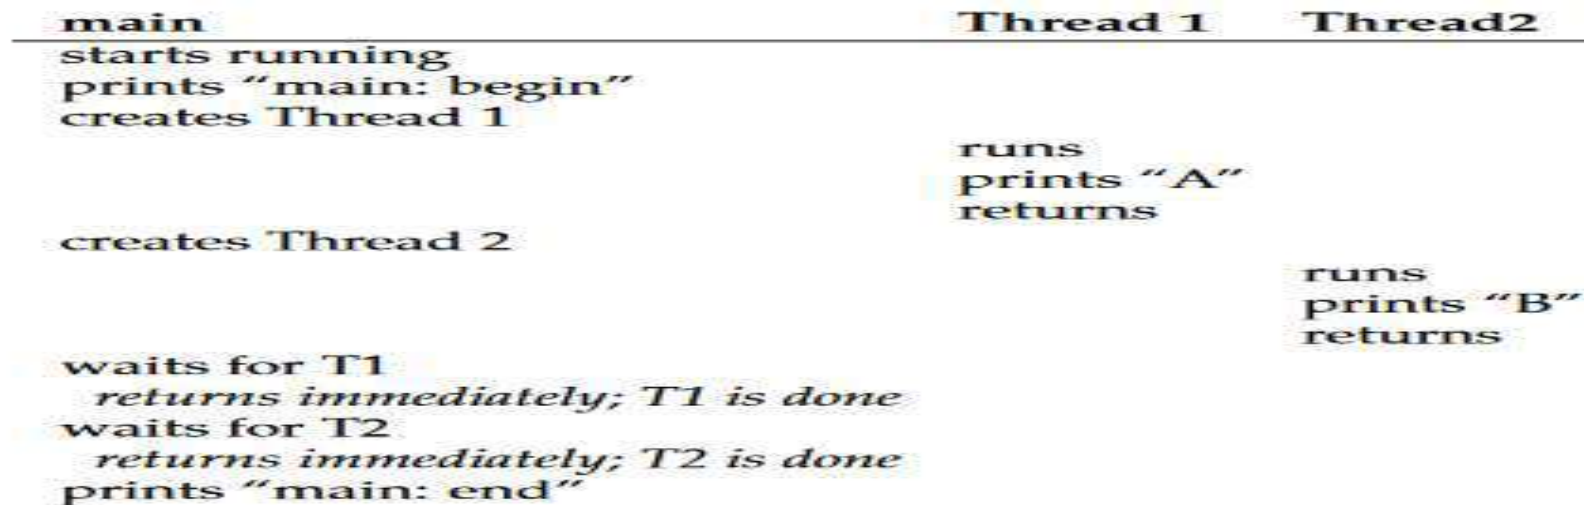 main Thread 1 Thread2
starts running
prints “main: begin”
creates Thread 1
runs
prints “A”
returns
creates Thread 2
runs
prints “B”
returns
waits for T1
returns immediately; T1 is done
waits for T2
returns immediately; T2 is done
prints “main: end”